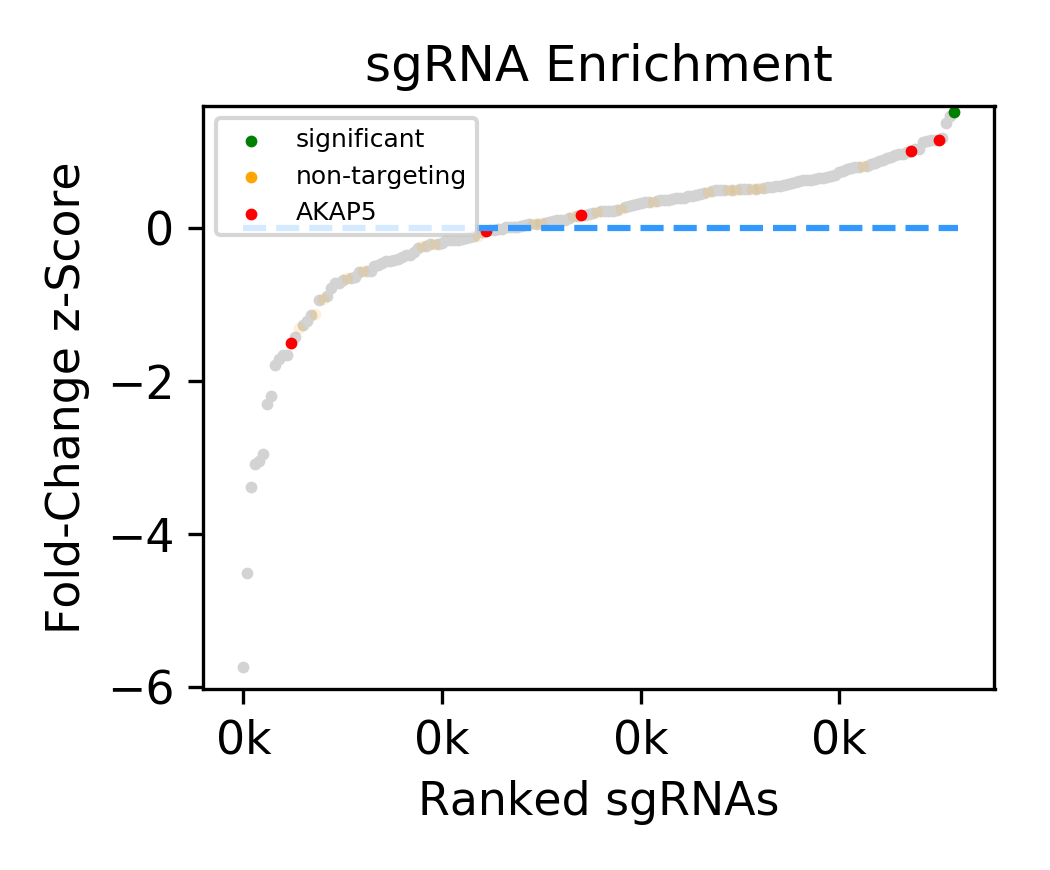 sgRNA Enrichment
significant
non-targeting
AKAP5
Fold-Change z-Score
0
−2
−4
−6
0k 0k 0k 0k
Ranked sgRNAs